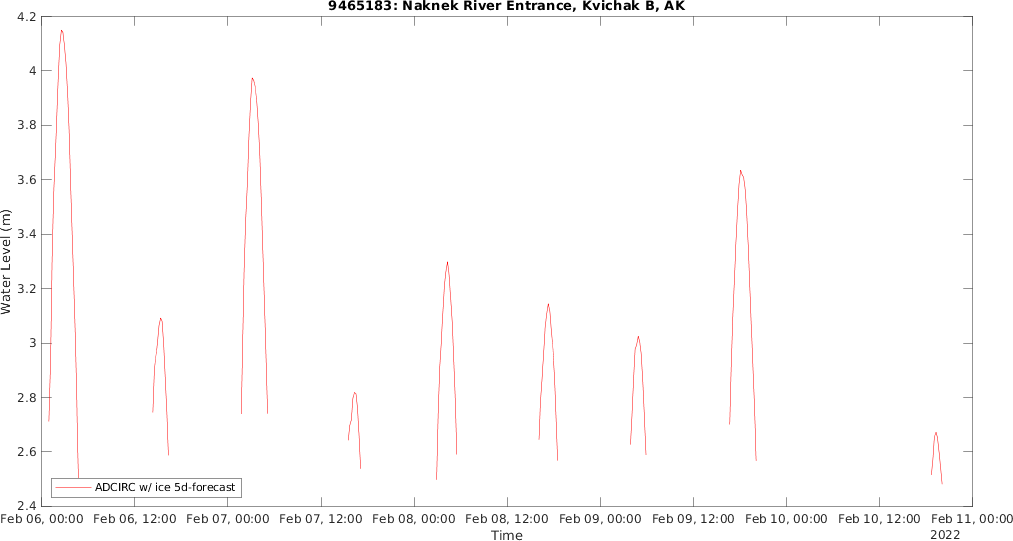 9465183: Naknek River Entrance, Kvichak B, AK
4.2
4
3.8
3.6
3.4
3.2
3
2.8
2.6
2.4
Water Level (m)
ADCIRC w/ ice 5d-forecast
Feb 06, 00:00 Feb 06, 12:00 Feb 07, 00:00 Feb 07, 12:00 Feb 08, 00:00 Feb 08, 12:00 Feb 09, 00:00 Feb 09, 12:00 Feb 10, 00:00 Feb 10, 12:00 Feb 11, 00:00
Time
2022